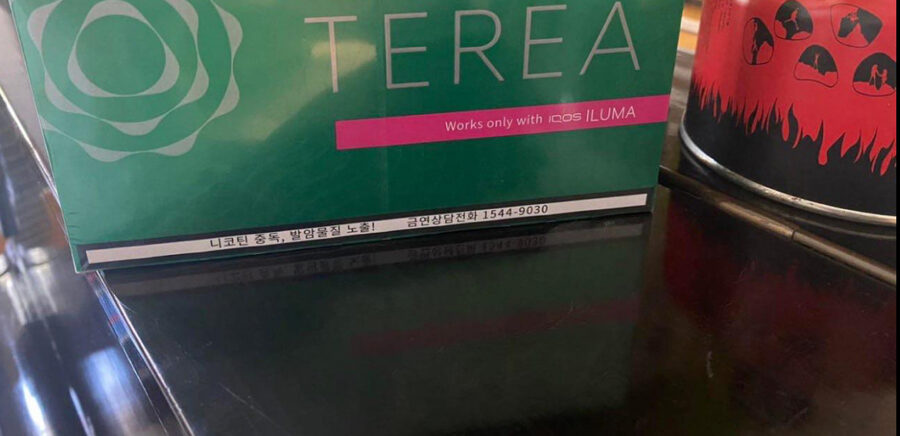 TEREA
Works only with IQOS ILUMA
니코틴 중독, 발암물질 노출! 금연상담전화 1544-9030